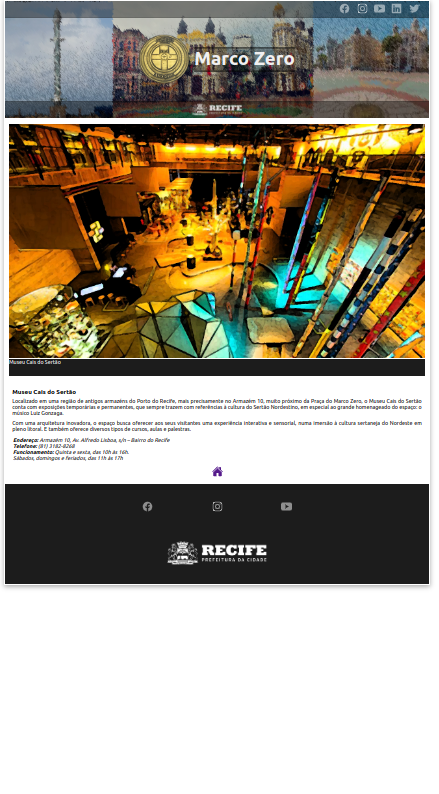 Marco Zero
RECIFE
PREFEITURA DA CIDADE
Museu Cais do Sertão
Museu Cais do Sertão
Localizado em uma região de antigos armazéns do Porto do Recife, mais precisamente no Armazém 10, muito próximo da Praça do Marco Zero, o Museu Cais do Sertão
conta com exposições temporárias e permanentes, que sempre trazem com referências à cultura do Sertão Nordestino, em especial ao grande homenageado do espaço: o
músico Luiz Gonzaga.
Com uma arquitetura inovadora, o espaço busca oferecer aos seus visitantes uma experiência interativa e sensorial, numa imersão à cultura sertaneja do Nordeste em
pleno litoral. E também oferece diversos tipos de cursos, aulas e palestras.
Endereço: Armazém 10, Av. Alfredo Lisboa, s/n – Bairro do Recife
Telefone: (81) 3182-8268
Funcionamento: Quinta e sexta, das 10h às 16h.
Sábados, domingos e feriados, das 11h às 17h
RECIFE
PREFEITURA DA CIDADE